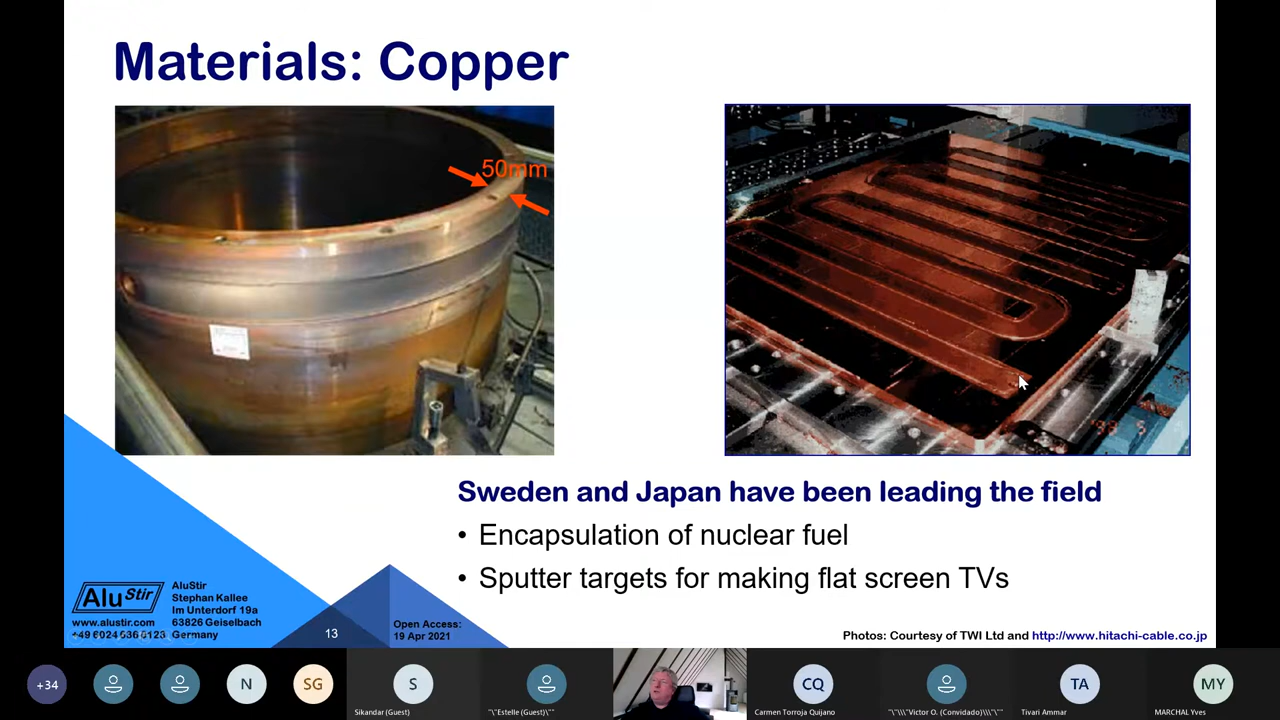 Materials: Copper
50mm
Sweden and Japan have been leading the field
• Encapsulation of nuclear fuel
• Sputter targets for making flat screen TVs
AluStir
www.alustir.com
+49 6024 636 0123
AluStir
Stephan Kallee
Im Unterdorf 19a
63826 Geiselbach
Germany
13
Open Access:
19 Apr 2021
Photos: Courtesy of TWI Ltd and http://www.hitachi-cable.co.jp
+34
N
SG
S
Sikandar (Guest)
"\"Estelle (Guest)\""
CQ
Carmen Torroja Quijano
"\"\\\"Victor O. (Convidado)\\\"\""
TA
Tivari Ammar
MY
MARCHAL Yves